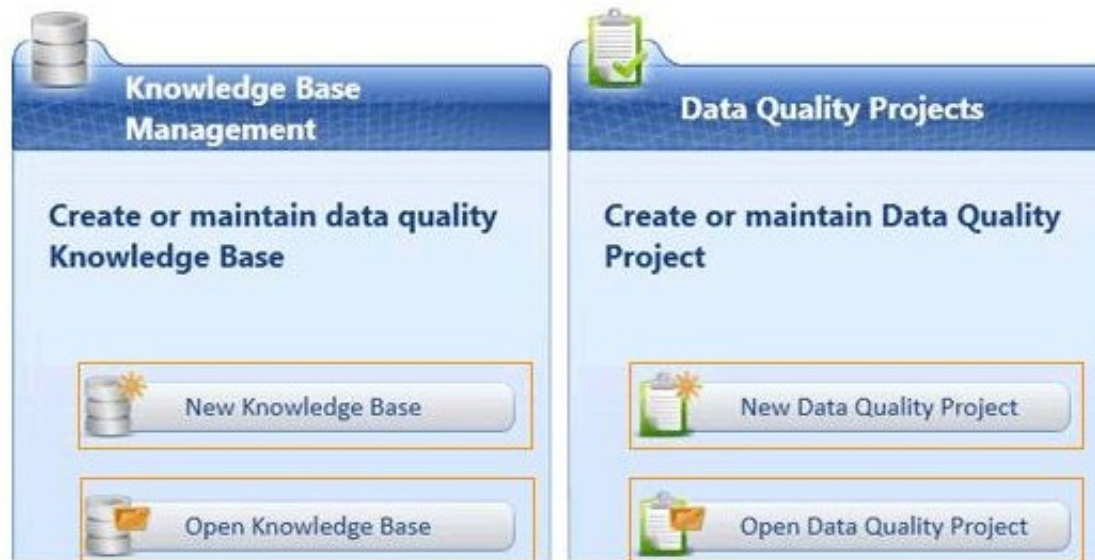 Knowledge Base
Management
Create or maintain data quality
Knowledge Base
New Knowledge Base
Open Knowledge Base
Data Quality Projects
Create or maintain Data Quality
Project
New Data Quality Project
Open Data Quality Project